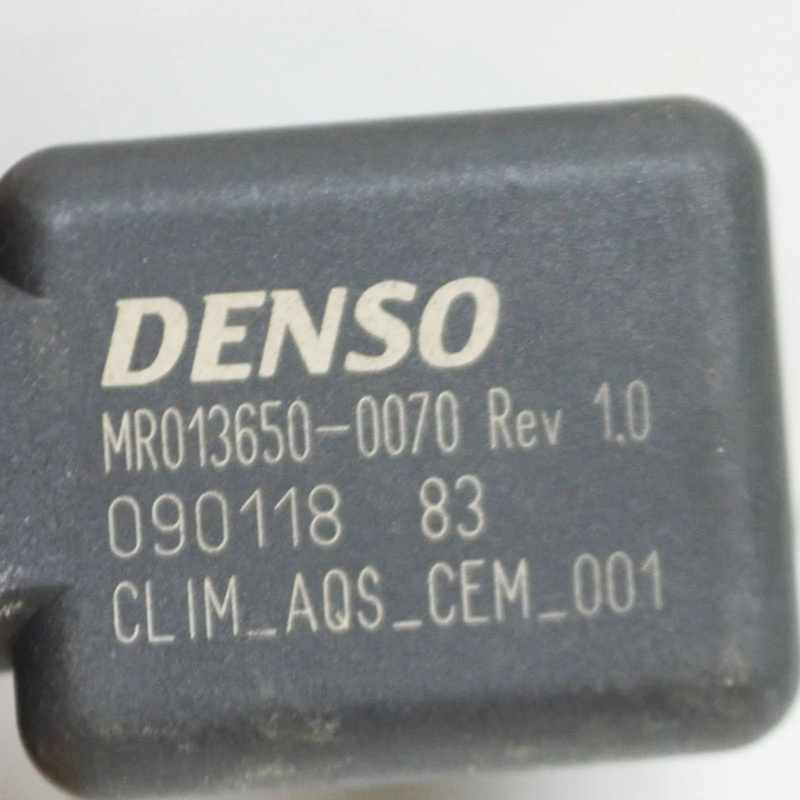 DENSO
MR013650-0070 Rev 1.0
090118 83
CLIM_AQS_CEM_001